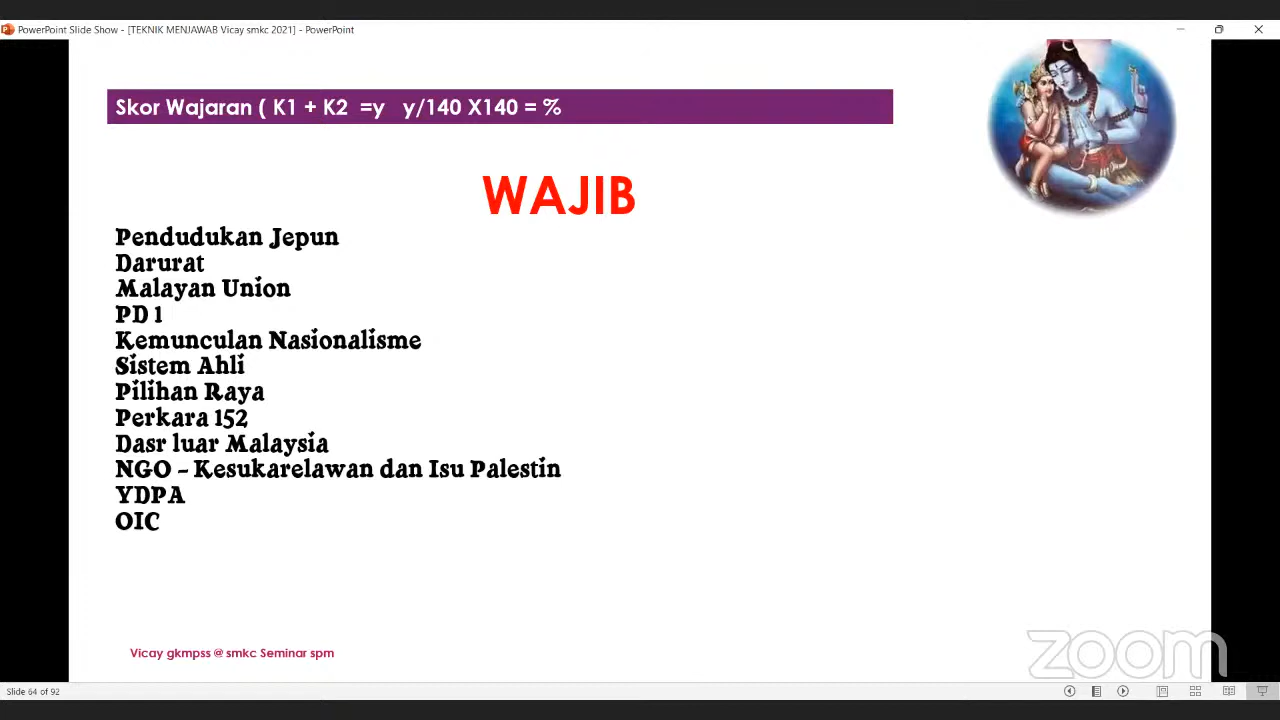 PowerPoint Slide Show - [TEKNIK MENJAWAB Vicay smkc 2021] - PowerPoint
Skor Wajaran ( K1 + K2 =y y/140 X140 = %
WAJIB
Pendudukan Jepun
Darurat
Malayan Union
PD 1
Kemunculan Nasionalisme
Sistem Ahli
Pilihan Raya
Perkara 152
Dasr luar Malaysia
NGO – Kesukarelawan dan Isu Palestin
YDPA
OIC
Vicay gkmpss @ smkc Seminar spm
zoom
Slide 64 of 92